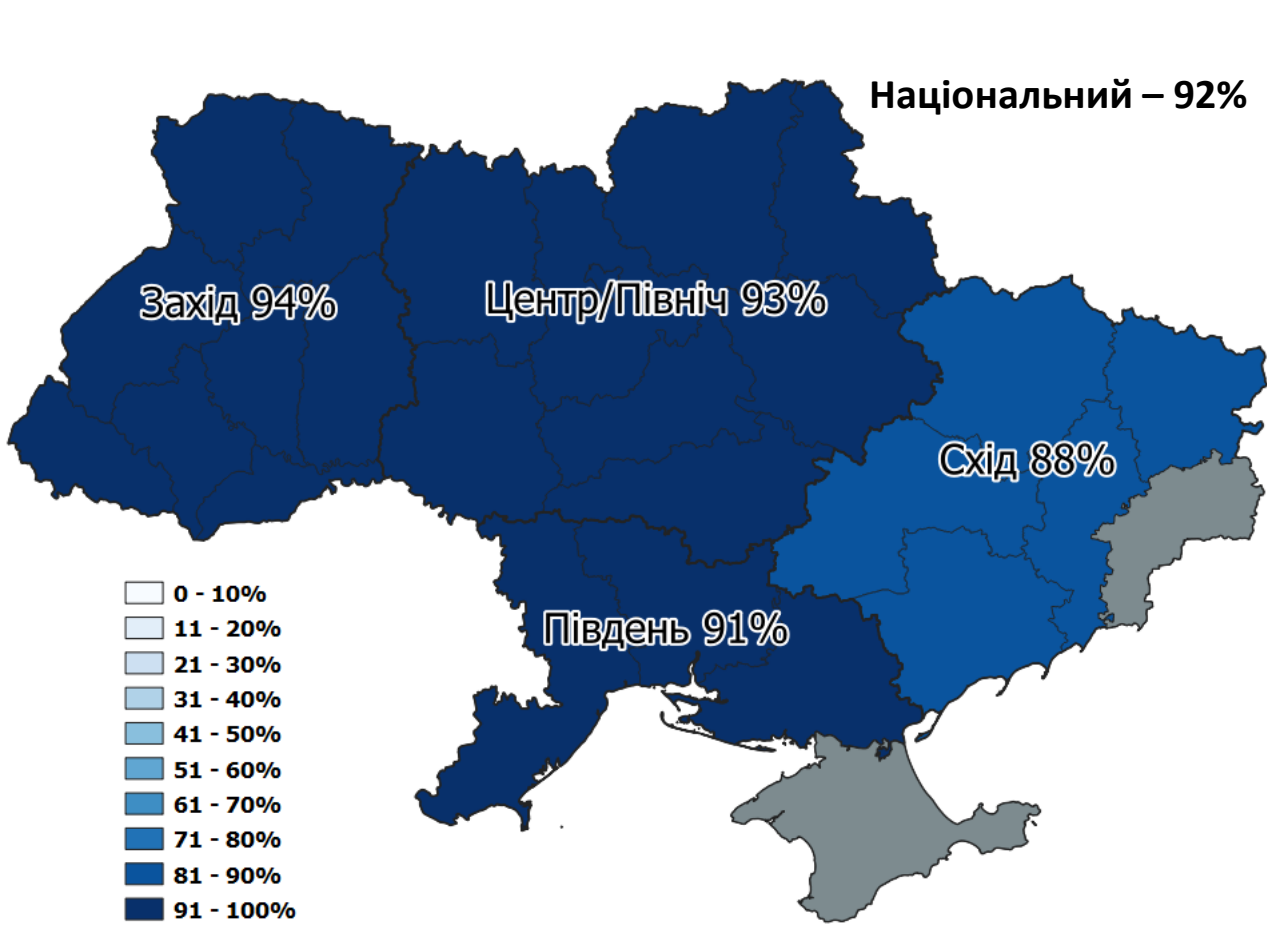 Національний – 92%
Захід 94%
Центр/Північ 93%
Схід 88%
Південь 91%
0 - 10%
11 - 20%
21 - 30%
31 - 40%
41 - 50%
51 - 60%
61 - 70%
71 - 80%
81 - 90%
91 - 100%